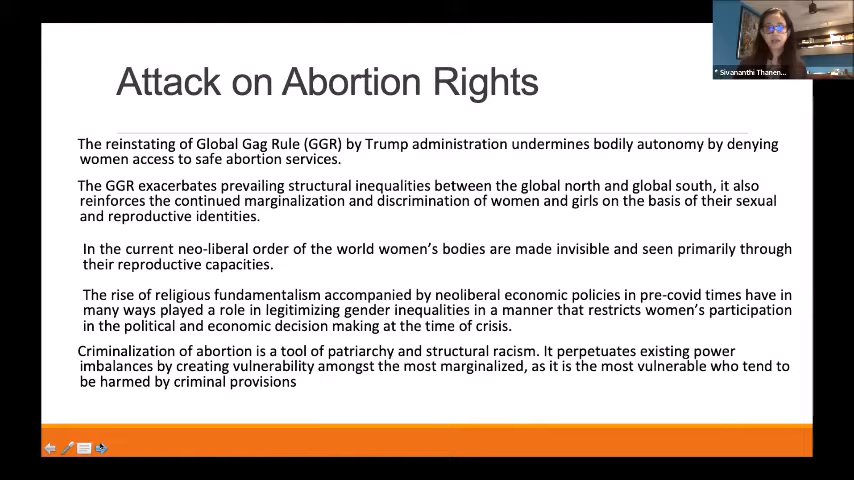 * Sivananthi Thanen...
Attack on Abortion Rights
The reinstating of Global Gag Rule (GGR) by Trump administration undermines bodily autonomy by denying
women access to safe abortion services.
The GGR exacerbates prevailing structural inequalities between the global north and global south, it also
reinforces the continued marginalization and discrimination of women and girls on the basis of their sexual
and reproductive identities.
In the current neo-liberal order of the world women's bodies are made invisible and seen primarily through
their reproductive capacities.
The rise of religious fundamentalism accompanied by neoliberal economic policies in pre-covid times have in
many ways played a role in legitimizing gender inequalities in a manner that restricts women's participation
in the political and economic decision making at the time of crisis.
Criminalization of abortion is a tool of patriarchy and structural racism. It perpetuates existing power
imbalances by creating vulnerability amongst the most marginalized, as it is the most vulnerable who tend to
be harmed by criminal provisions